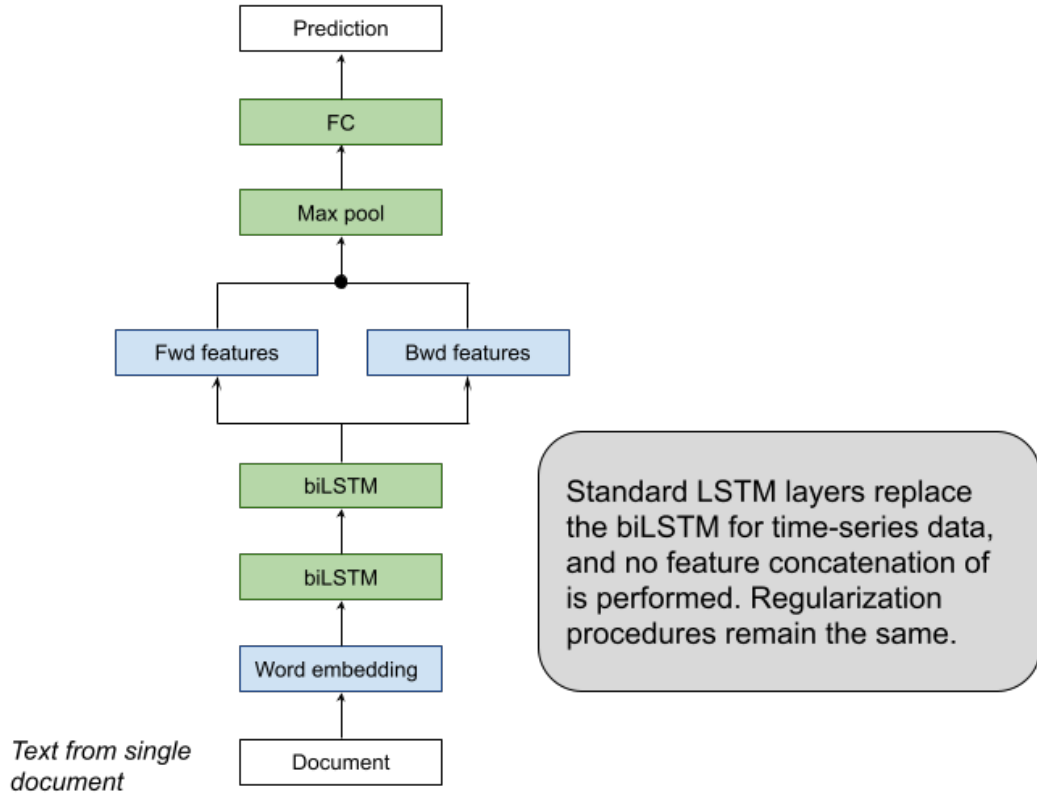 Prediction
FC
Max pool
Fwd features
Bwd features
biLSTM
biLSTM
Word embedding
Document
Text from single
document
Standard LSTM layers replace
the biLSTM for time-series data,
and no feature concatenation of
is performed. Regularization
procedures remain the same.